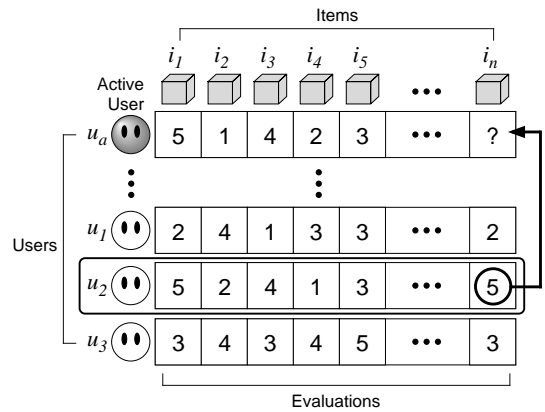 Items
i1 i2 i3 i4 i5 in
Active
User
ua 5 1 4 2 3 ?
Users
u1 2 4 1 3 3 2
u2 5 2 4 1 3 5
u3 3 4 3 4 5 3
Evaluations